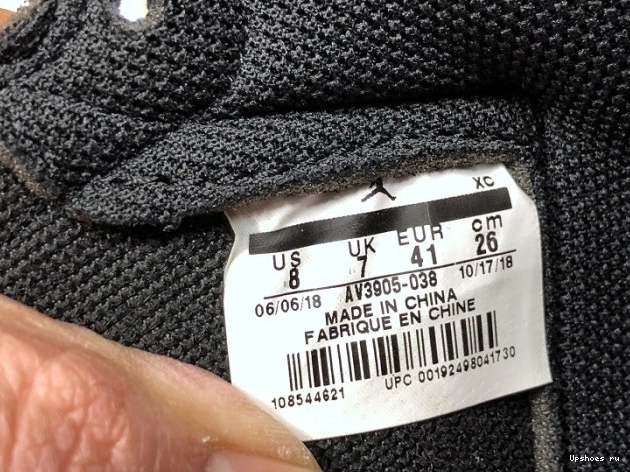 XC
US UK EUR cm
8 7 41 26
06/06/18 AV3905-038 10/17/18
MADE IN CHINA
FABRIQUE EN CHINE
108544621 UPC 00192498041730
Upshoes ru